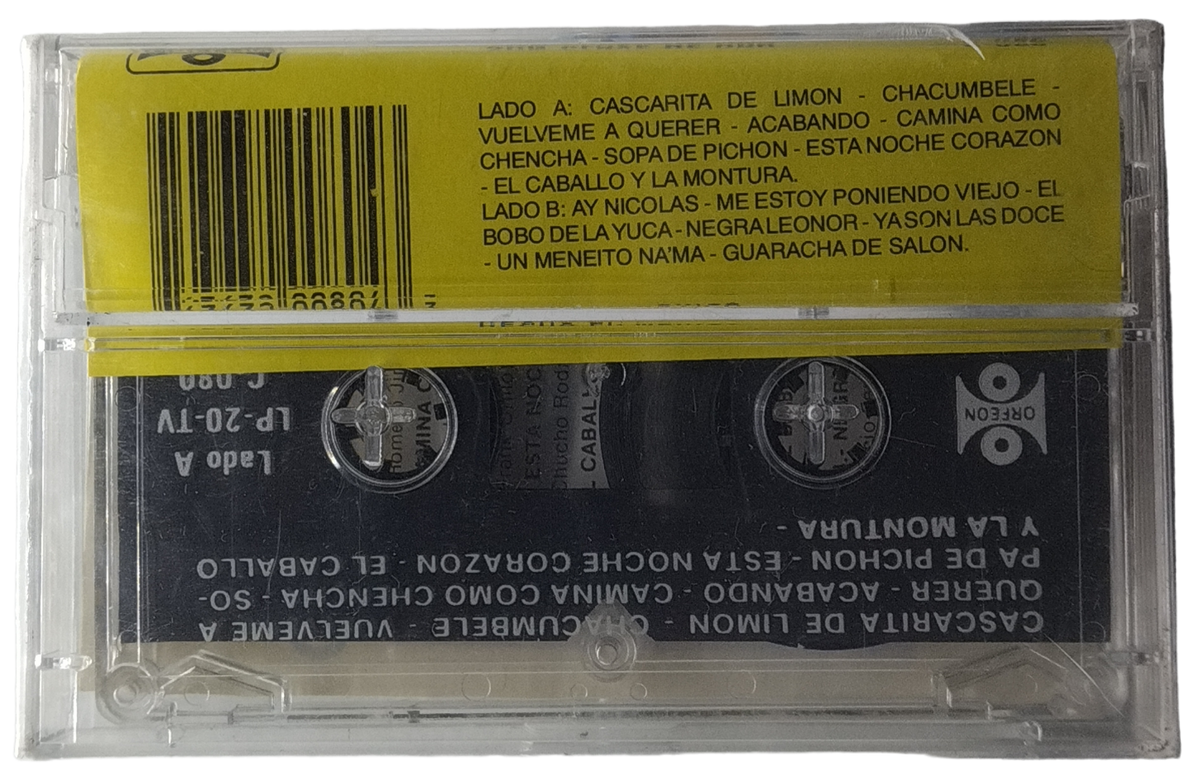 LADO A: CASCARITA DE LIMON - CHACUMBELE -
VUELVEME A QUERER - ACABANDO - CAMINA COMO
CHENCHA - SOPA DE PICHON - ESTA NOCHE CORAZON
- EL CABALLO Y LA MONTURA.
LADO B: AY NICOLAS - ME ESTOY PONIENDO VIEJO - EL
BOBO DE LA YUCA - NEGRA LEONOR - YA SON LAS DOCE
- UN MENEITO NA'MA - GUARACHA DE SALON.
CASCARITA DE LIMON - CHACUMBELE - VUELVEME A
QUERER - ACABANDO - CAMINA COMO CHENCHA - SO-
PA DE PICHON - ESTA NOCHE CORAZON - EL CABALLO
Y LA MONTURA -
ORFEON
Lado A
LP-20-TV
ESTA NOC
- CABALL